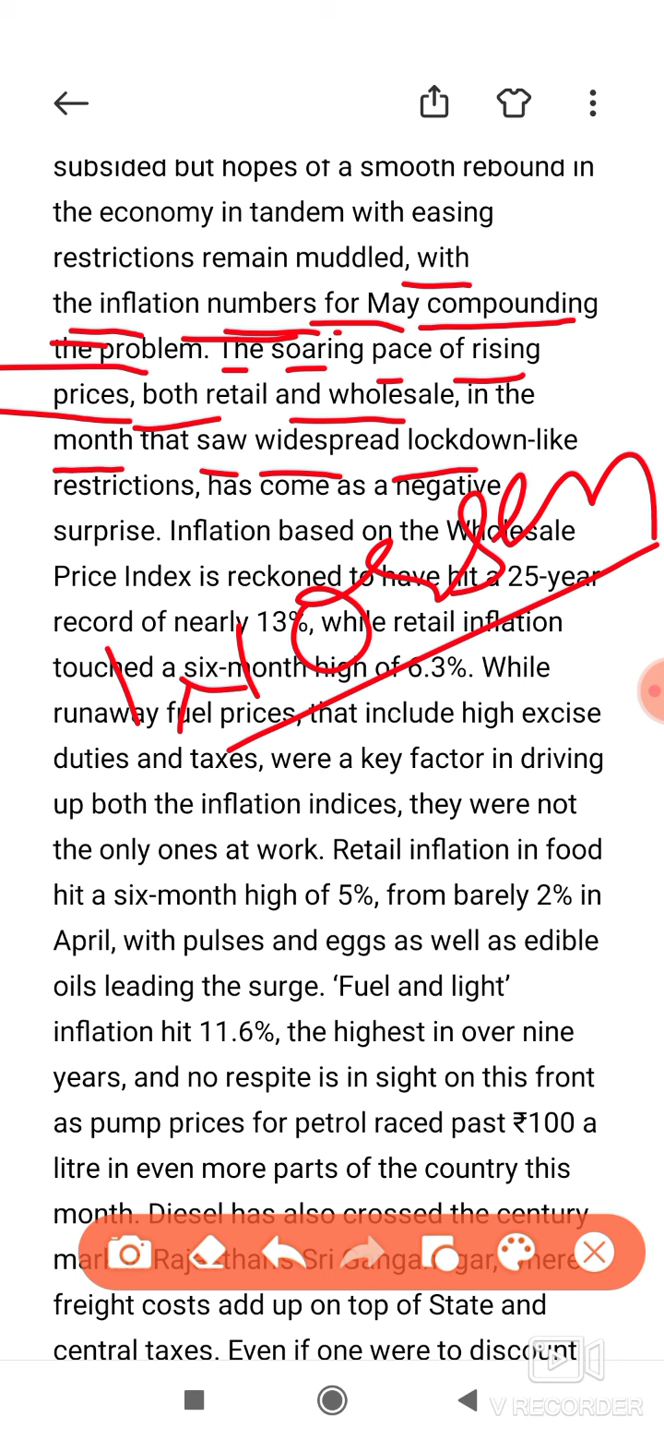 subsided but hopes of a smooth rebound in
the economy in tandem with easing
restrictions remain muddled, with
the inflation numbers for May compounding
the problem. The soaring pace of rising
prices, both retail and wholesale, in the
month that saw widespread lockdown-like
restrictions, has come as a negative
surprise. Inflation based on the Wholesale
Price Index is reckoned to have hit a 25-year
record of nearly 13%, while retail inflation
touched a six-month high of 6.3%. While
runaway fuel prices, that include high excise
duties and taxes, were a key factor in driving
up both the inflation indices, they were not
the only ones at work. Retail inflation in food
hit a six-month high of 5%, from barely 2% in
April, with pulses and eggs as well as edible
oils leading the surge. ‘Fuel and light’
inflation hit 11.6%, the highest in over nine
years, and no respite is in sight on this front
as pump prices for petrol raced past ₹100 a
litre in even more parts of the country this
month. Diesel has also crossed the century
freight costs add up on top of State and
central taxes. Even if one were to discount
V RECORDER